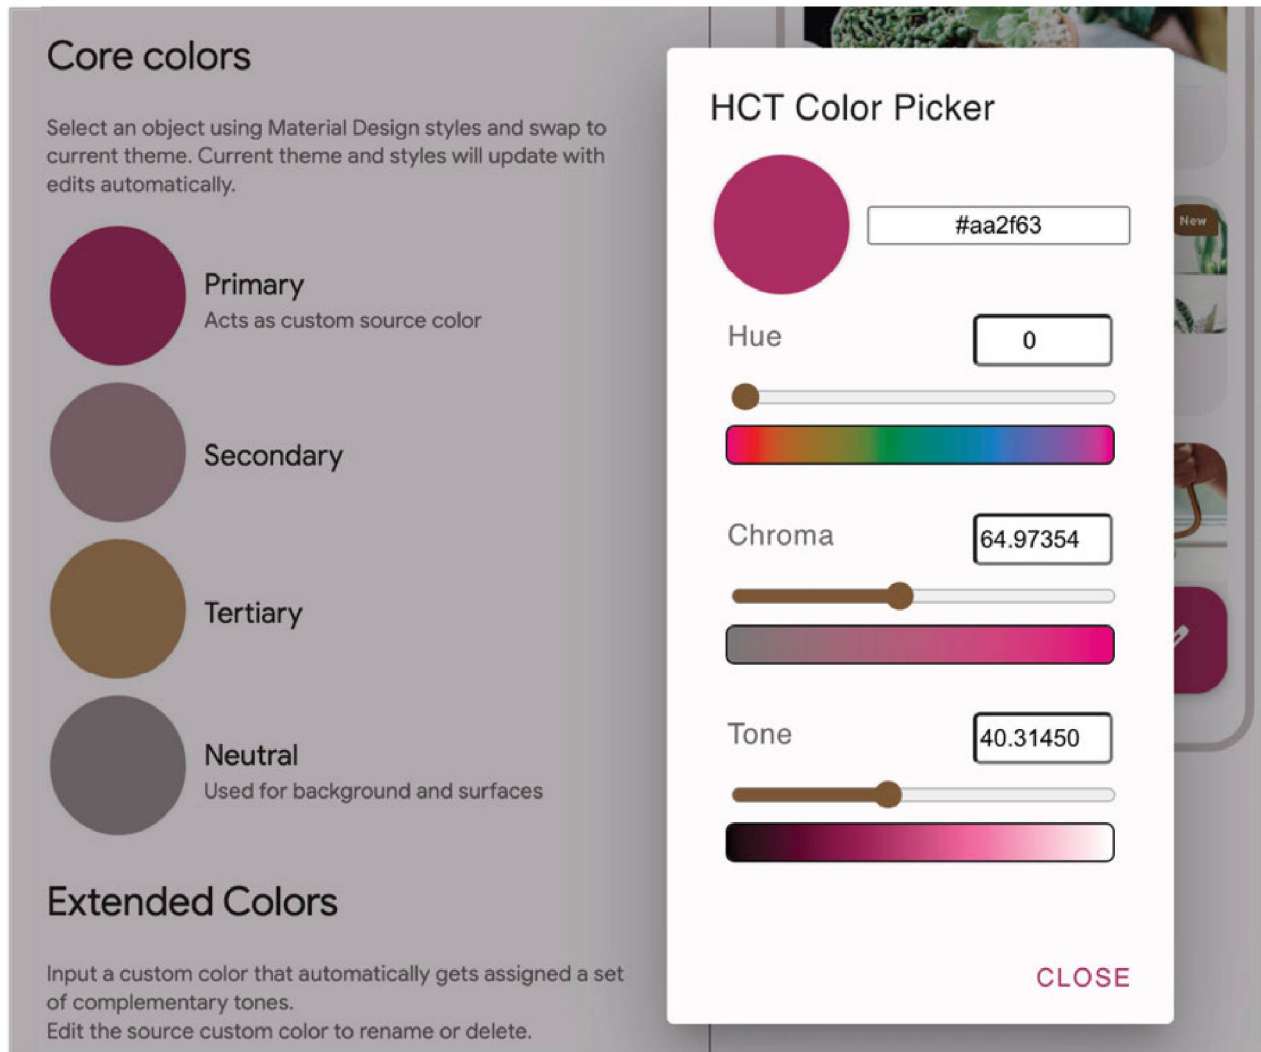 Core colors
Select an object using Material Design styles and swap to
current theme. Current theme and styles will update with
edits automatically.
Primary
Acts as custom source color
Secondary
Tertiary
Neutral
Used for background and surfaces
Extended Colors
Input a custom color that automatically gets assigned a set
of complementary tones.
Edit the source custom color to rename or delete.
HCT Color Picker
#aa2f63
Hue
0
Chroma
64.97354
Tone
40.31450
CLOSE
New